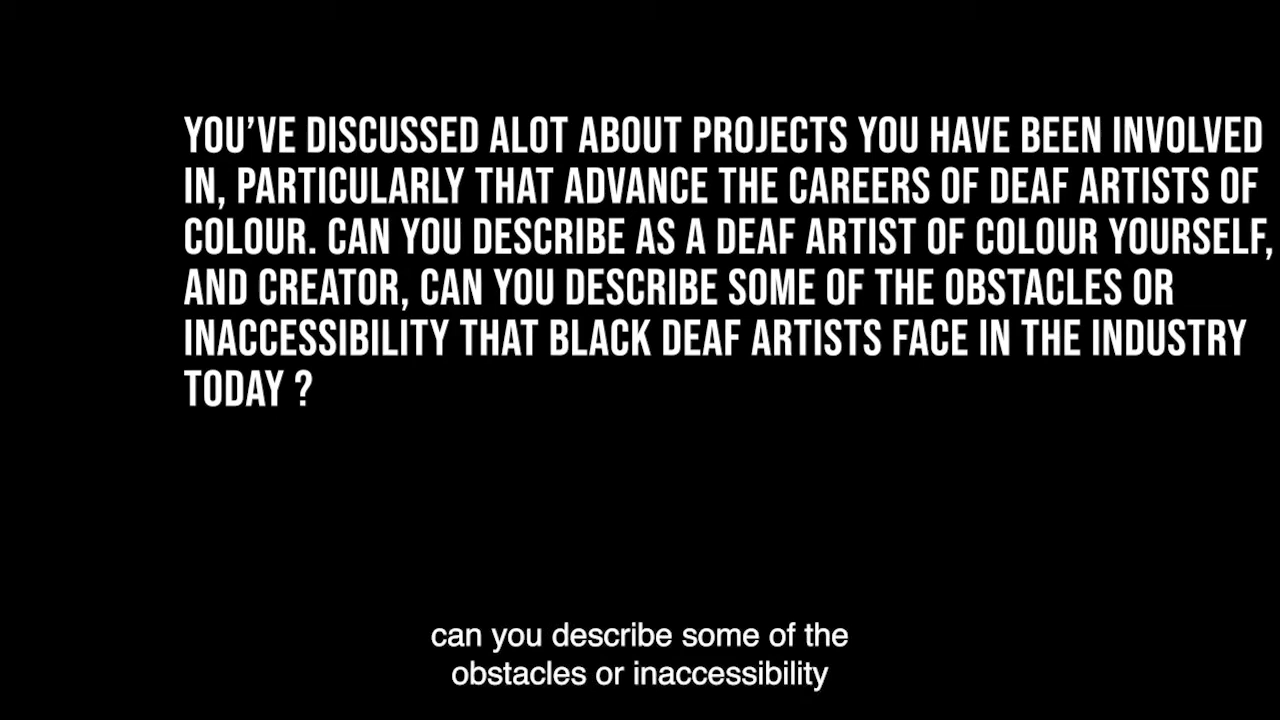 YOU’VE DISCUSSED ALOT ABOUT PROJECTS YOU HAVE BEEN INVOLVED
IN, PARTICULARLY THAT ADVANCE THE CAREERS OF DEAF ARTISTS OF
COLOUR. CAN YOU DESCRIBE AS A DEAF ARTIST OF COLOUR YOURSELF,
AND CREATOR, CAN YOU DESCRIBE SOME OF THE OBSTACLES OR
INACCESSIBILITY THAT BLACK DEAF ARTISTS FACE IN THE INDUSTRY
TODAY ?
can you describe some of the
obstacles or inaccessibility